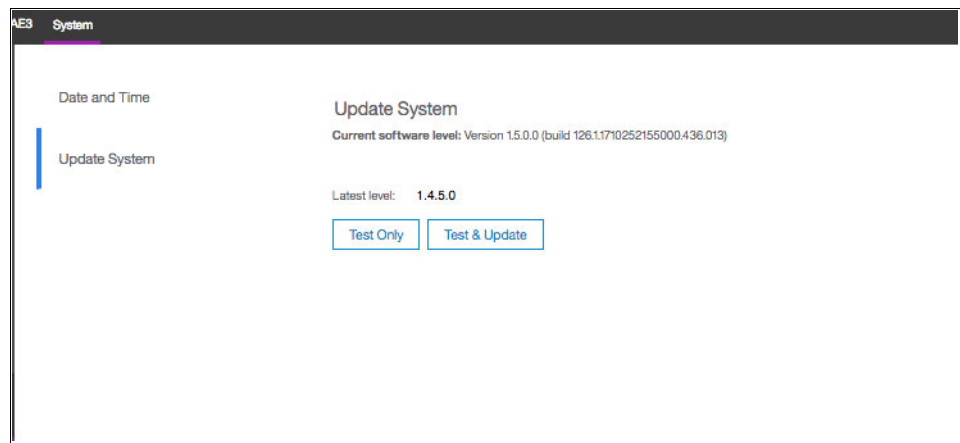 AE3 System
Date and Time
Update System
Update System
Current software level: Version 1.5.0.0 (build 126.1.1710252155000.436.013)
Latest level: 1.4.5.0
Test Only Test & Update